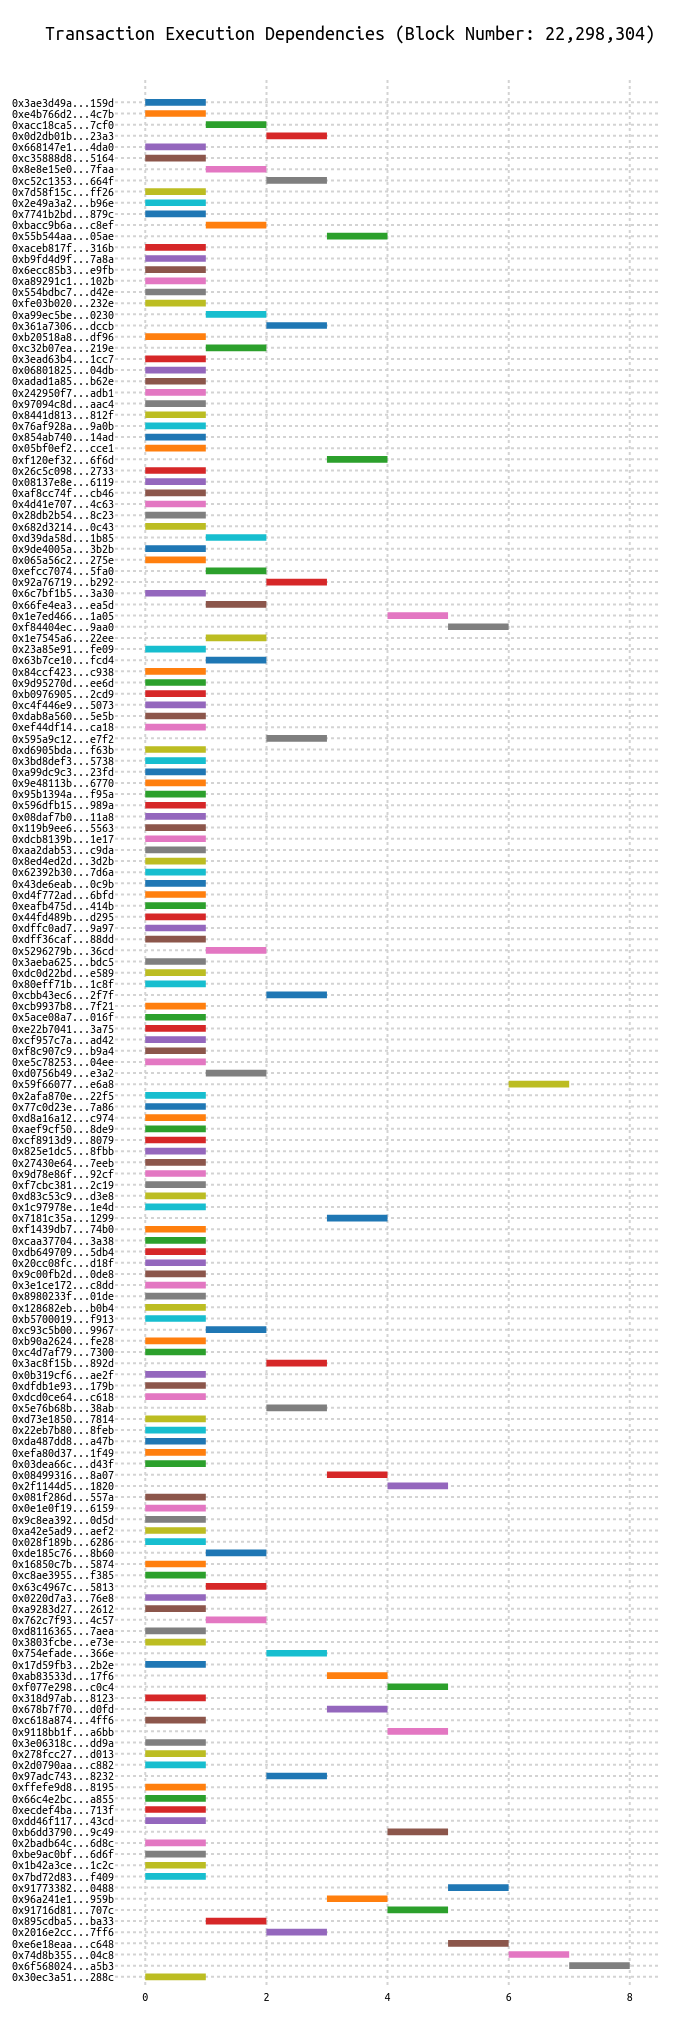 Transaction Execution Dependencies (Block Number: 22,298,304)
0x3ae3d49a...159d
0xe4b766d2...4c7b
0xacc18ca5...7cf0
0x0d2db01b...23a3
0x668147e1...4da0
0xc35888d8...5164
0x8e8e15e0...7faa
0xc52c1353...664f
0x7d58f15c...ff26
0x2e49a3a2...b96e
0x7741b2bd...879c
0xbacc9b6a...c8ef
0x55b544aa...05ae
0xaceb817f...316b
0xb9fd4d9f...7a8a
0x6ecc85b3...e9fb
0xa89291c1...102b
0x554bdbc7...d42e
0xfe03b020...232e
0xa99ec5be...0230
0x361a7306...dccb
0xb20518a8...df96
0xc32b07ea...219e
0x3ead63b4...1cc7
0x06801825...04db
0xadad1a85...b62e
0x242950f7...adb1
0x97094c8d...aac4
0x8441d813...812f
0x76af928a...9a0b
0x854ab740...14ad
0x05bf0ef2...cce1
0xf120ef32...6f6d
0x26c5c098...2733
0x08137e8e...6119
0xaf8cc74f...cb46
0x4d41e707...4c63
0x28db2b54...8c23
0x682d3214...0c43
0xd39da58d...1b85
0x9de4005a...3b2b
0x065a56c2...275e
0xefcc7074...5fa0
0x92a76719...b292
0x6c7bf1b5...3a30
0x66fe4ea3...ea5d
0x1e7ed466...1a05
0xf84404ec...9aa0
0x1e7545a6...22ee
0x23a85e91...fe09
0x63b7ce10...fcd4
0x84ccf423...c938
0x9d95270d...ee6d
0xb0976905...2cd9
0xc4f446e9...5073
0xdab8a560...5e5b
0xef44df14...ca18
0x595a9c12...e7f2
0xd6905bda...f63b
0x3bd8def3...5738
0xa99dc9c3...23fd
0x9e48113b...6770
0x95b1394a...f95a
0x596dfb15...989a
0x08daf7b0...11a8
0x119b9ee6...5563
0xdcb8139b...1e17
0xaa2dab53...c9da
0x8ed4ed2d...3d2b
0x62392b30...7d6a
0x43de6eab...0c9b
0xd4f772ad...6bfd
0xeafb475d...414b
0x44fd489b...d295
0xdffc0ad7...9a97
0xdff36caf...88dd
0x5296279b...36cd
0x3aeba625...bdc5
0xdc0d22bd...e589
0x80eff71b...1c8f
0xcbb43ec6...2f7f
0xcb9937b8...7f21
0x5ace08a7...016f
0xe22b7041...3a75
0xcf957c7a...ad42
0xf8c907c9...b9a4
0xe5c78253...04ee
0xd0756b49...e3a2
0x59f66077...e6a8
0x2afa870e...22f5
0x77c0d23e...7a86
0xd8a16a12...c974
0xaef9cf50...8de9
0xcf8913d9...8079
0x825e1dc5...8fbb
0x27430e64...7eeb
0x9d78e86f...92cf
0xf7cbc381...2c19
0xd83c53c9...d3e8
0x1c97978e...1e4d
0x7181c35a...1299
0xf1439db7...74b0
0xcaa37704...3a38
0xdb649709...5db4
0x20cc08fc...d18f
0x9c00fb2d...0de8
0x3e1ce172...c8dd
0x8980233f...01de
0x128682eb...b0b4
0xb5700019...f913
0xc93c5b00...9967
0xb90a2624...fe28
0xc4d7af79...7300
0x3ac8f15b...892d
0x0b319cf6...ae2f
0xdfdb1e93...179b
0xdcd0ce64...c618
0x5e76b68b...38ab
0xd73e1850...7814
0x22eb7b80...8feb
0xda487dd8...a47b
0xefa80d37...1f49
0x03dea66c...d43f
0x08499316...8a07
0x2f1144d5...1820
0x081f286d...557a
0x0e1e0f19...6159
0x9c8ea392...0d5d
0xa42e5ad9...aef2
0x028f189b...6286
0xde185c76...8b60
0x16850c7b...5874
0xc8ae3955...f385
0x63c4967c...5813
0x0220d7a3...76e8
0xa9283d27...2612
0x762c7f93...4c57
0xd8116365...7aea
0x3803fcbe...e73e
0x754efade...366e
0x17d59fb3...2b2e
0xab83533d...17f6
0xf077e298...c0c4
0x318d97ab...8123
0x678b7f70...d0fd
0xc618a874...4ff6
0x9118bb1f...a6bb
0x3e06318c...dd9a
0x278fcc27...d013
0x2d0790aa...c882
0x97adc743...8232
0xffefe9d8...8195
0x66c4e2bc...a855
0xecdef4ba...713f
0xdd46f117...43cd
0xb6dd3790...9c49
0x2badb64c...6d8c
0xbe9ac0bf...6d6f
0x1b42a3ce...1c2c
0x7bd72d83...f409
0x91773382...0488
0x96a241e1...959b
0x91716d81...707c
0x895cdba5...ba33
0x2016e2cc...7ff6
0xe6e18eaa...c648
0x74d8b355...04c8
0x6f568024...a5b3
0x30ec3a51...288c
0 2 4 6 8